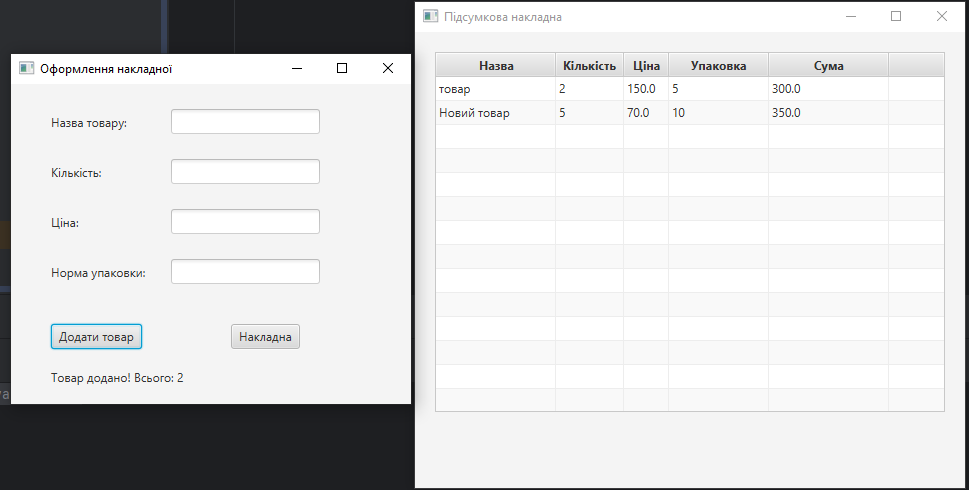 Оформлення накладної
Назва товару:
Кількість:
Ціна:
Норма упаковки:
Додати товар
Накладна
Товар додано! Всього: 2
Підсумкова накладна
Назва Кількість Ціна Упаковка Сума
товар 2 150.0 5 300.0
Новий товар 5 70.0 10 350.0